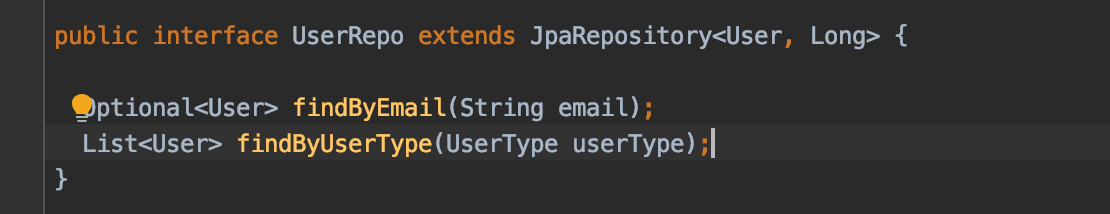 public interface UserRepo extends JpaRepository<User, Long> {
Optional<User> findByEmail(String email);
List<User> findByUserType(UserType userType);
}